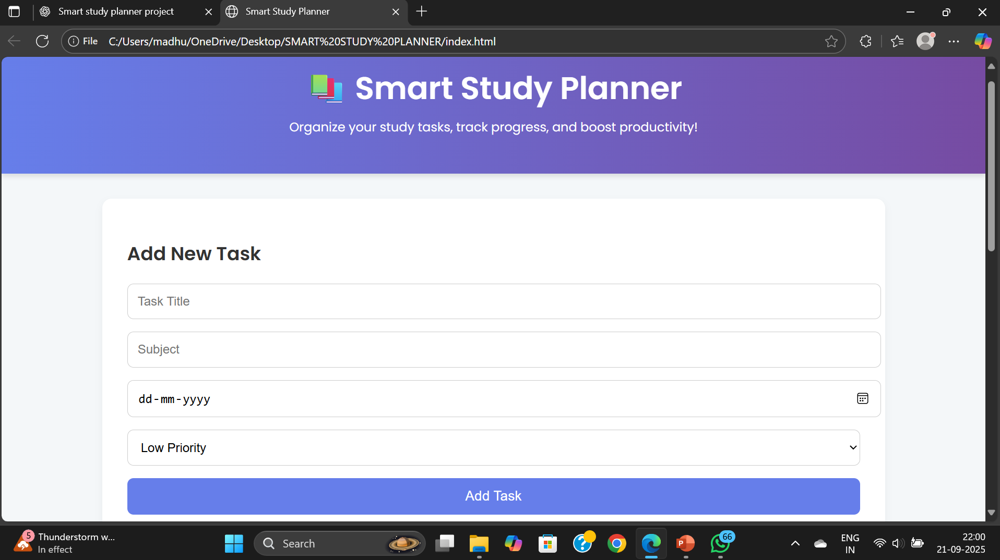 Smart study planner project
Smart Study Planner
File
C:/Users/madhu/OneDrive/Desktop/SMART%20STUDY%20PLANNER/index.html
Smart Study Planner
Organize your study tasks, track progress, and boost productivity!
Add New Task
Task Title
Subject
dd-mm-yyyy
Low Priority
Add Task
5
Thunderstorm w...
In effect
Search
P
66
ENG
IN
22:00
21-09-2025